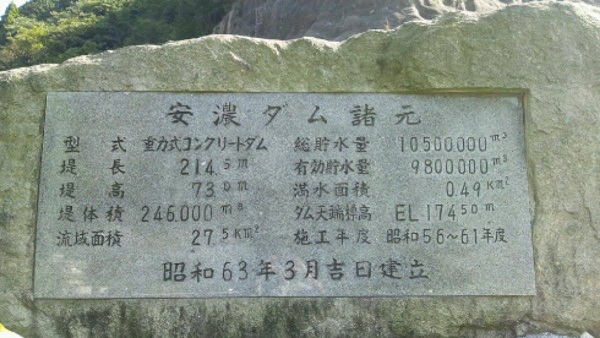 安濃ダム諸元
型式 重力式コンクリートダム 総貯水量 10500000m³
堤長 214.5m 有効貯水量 9800000m³
堤高 73.0m 満水面積 0.49Km²
堤体積 246000m³ ダム天端標高 EL174.50m
流域面積 27.5Km² 施工年度 昭和56~61年度
昭和63年3月吉日建立